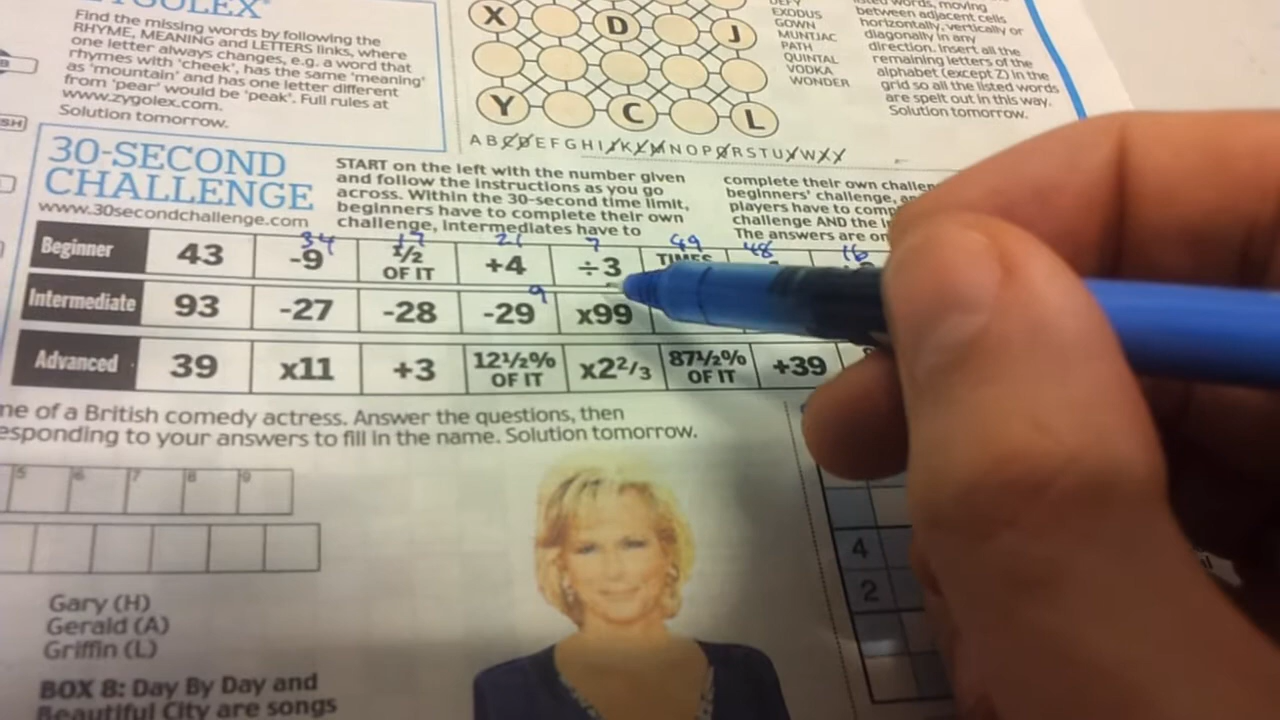 ZYGOLEX
Find the missing words by following the
RHYME, MEANING and LETTERS links, where
one letter always changes, e.g. a word that
rhymes with 'cheek', has the same 'meaning'
as 'mountain' and has one letter different
from 'pear' would be 'peak'. Full rules at
www.zygolex.com.
Solution tomorrow.
X D J
Y C L
A B C D E F G H I J K L M N O P Q R S T U V W X Y
DEFY
EXODUS
GOWN
MUNTJAC
PATH
QUINTAL
VODKA
WONDER
listed words, moving
between adjacent cells
horizontally, vertically or
diagonally in any
direction. Insert all the
remaining letters of the
alphabet (except Z) in the
grid so all the listed words
are spelt out in this way.
Solution tomorrow.
30-SECOND
CHALLENGE
www.30secondchallenge.com
START on the left with the number given
and follow the instructions as you go
across. Within the 30-second time limit,
beginners have to complete their own
challenge, Intermediates have to
complete their own
beginners' challenge,
players have to
challenge AND the
The answers are on
34 17 21 7 49 48 16
Beginner 43 -9 1/2 OF IT +4 ÷3 TIMES
9
Intermediate 93 -27 -28 -29 x99
Advanced 39 x11 +3 12½% OF IT x2²/3 87½% OF IT +39
of a British comedy actress. Answer the questions, then
to your answers to fill in the name. Solution tomorrow.
5 6 7 8 9
4
2
Gary (H)
Gerald (A)
Griffin (L)
BOX 8: Day By Day and
Beautiful City are songs